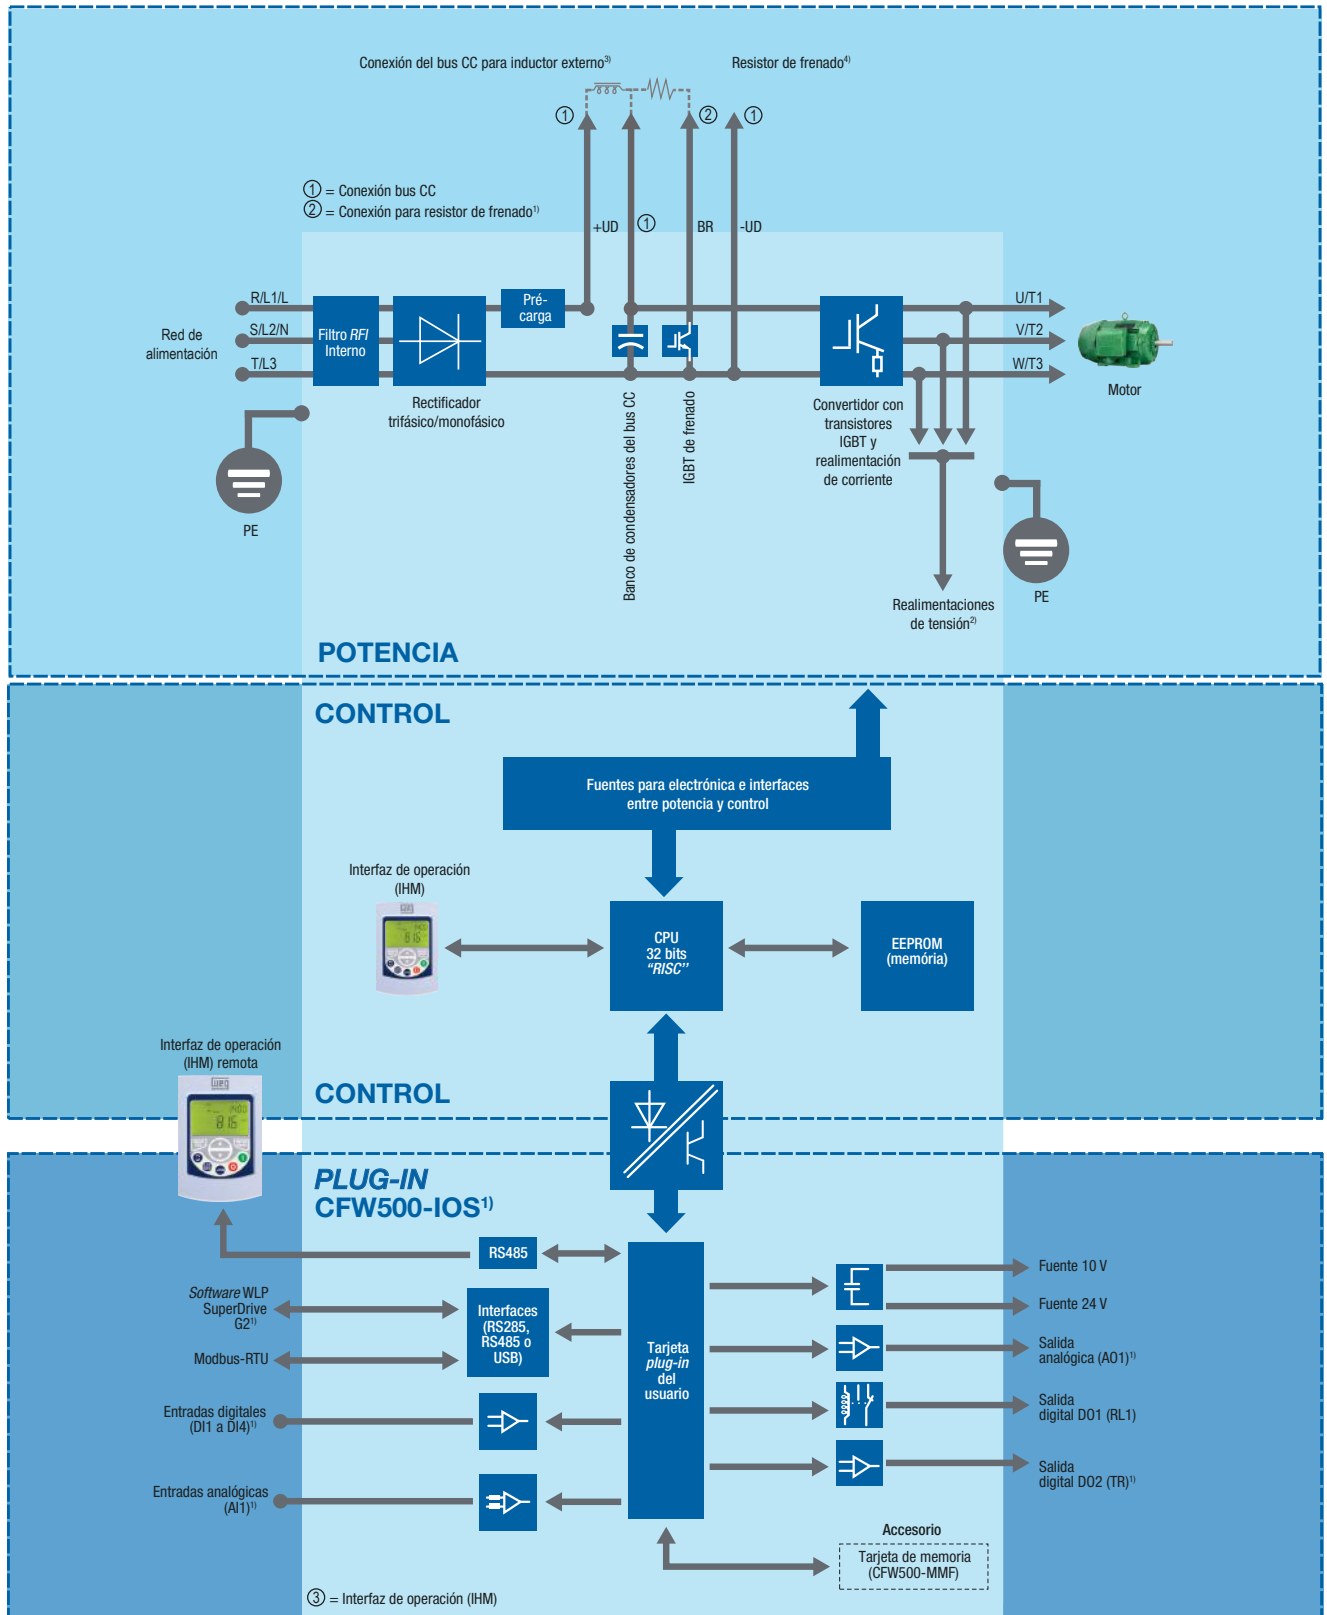 Conexión del bus CC para inductor externo3)
Resistor de frenado4)
1
2
1
1 = Conexión bus CC
2 = Conexión para resistor de frenado1)
+UD
1
BR
-UD
R/L1/L
S/L2/N
T/L3
Red de
alimentación
Filtro RFI
Interno
Pré-
carga
Rectificador
trifásico/monofásico
Banco de condensadores del bus CC
IGBT de frenado
Convertidor con
transistores
IGBT y
realimentación
de corriente
U/T1
V/T2
W/T3
Motor
PE
PE
Realimentaciones
de tensión2)
POTENCIA
CONTROL
Fuentes para electrónica e interfaces
entre potencia y control
Interfaz de operación
(IHM)
CPU
32 bits
“RISC”
EEPROM
(memória)
Interfaz de operación
(IHM) remota
WEG
816
CONTROL
PLUG-IN
CFW500-IOS1)
RS485
Software WLP
SuperDrive
G21)
Modbus-RTU
Interfaces
(RS285,
RS485 o
USB)
Entradas digitales
(DI1 a DI4)1)
Entradas analógicas
(AI1)1)
Tarjeta
plug-in
del
usuario
Fuente 10 V
Fuente 24 V
Salida
analógica (AO1)1)
Salida
digital DO1 (RL1)
Salida
digital DO2 (TR)1)
Accesorio
Tarjeta de memoria
(CFW500-MMF)
3 = Interfaz de operación (IHM)